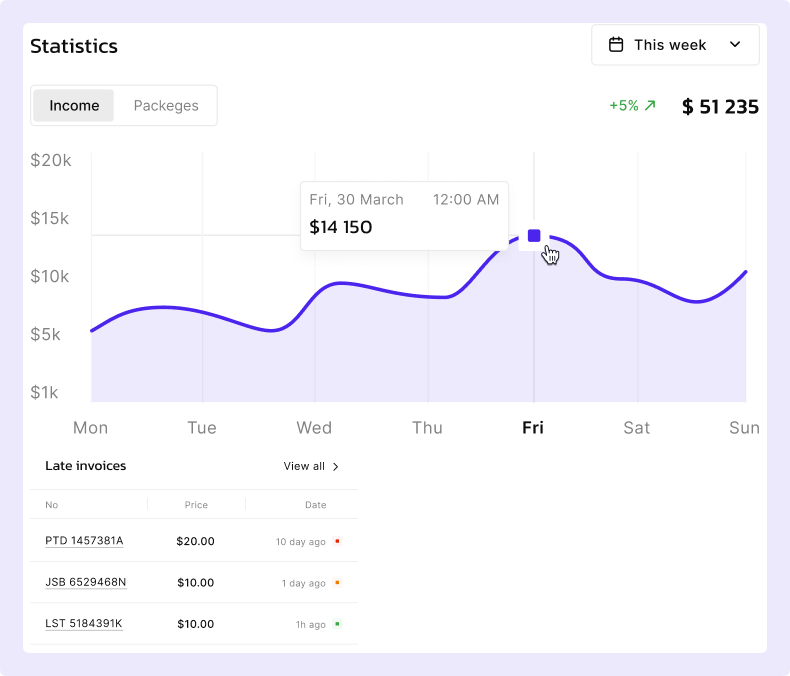 Statistics
This week
Income Packeges
+5% $ 51 235
$20k
$15k
$10k
$5k
$1k
Fri, 30 March 12:00 AM
$14 150
Mon Tue Wed Thu Fri Sat Sun
Late invoices View all
No Price Date
PTD 1457381A $20.00 10 day ago
JSB 6529468N $10.00 1 day ago
LST 5184391K $10.00 1h ago